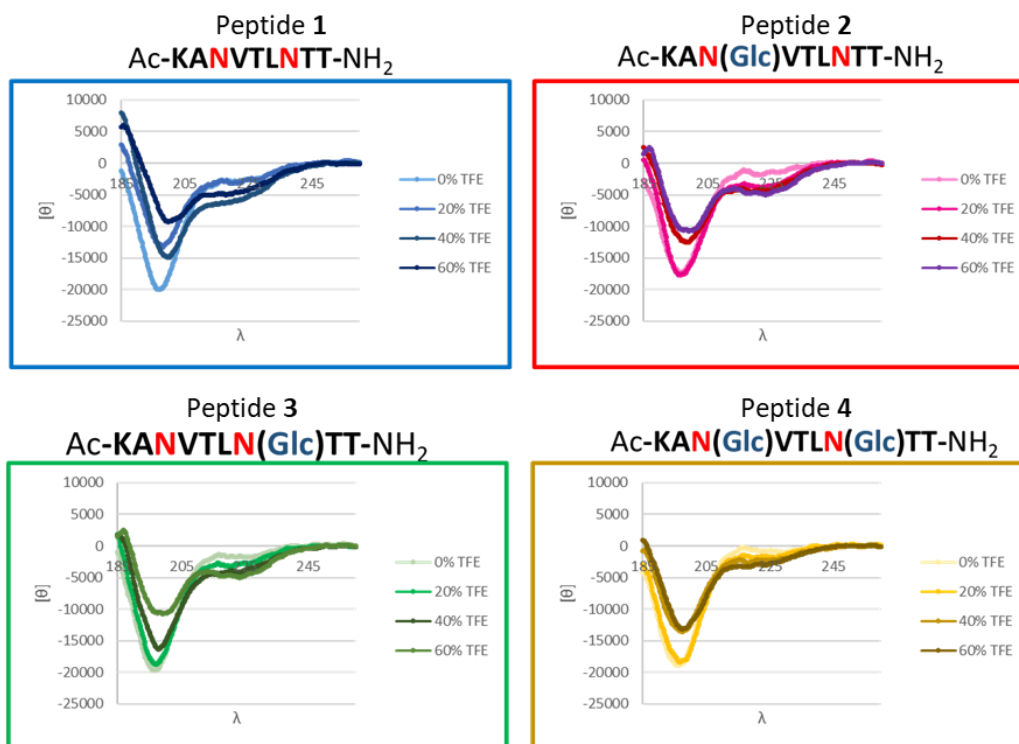 Peptide 1
Ac-KANVTLNTT-NH2
10000
5000
0
-5000
-10000
-15000
-20000
-25000
185
205
225
245
[θ]
λ
0% TFE
20% TFE
40% TFE
60% TFE
Peptide 2
Ac-KAN(Glc)VTLNTT-NH2
10000
5000
0
-5000
-10000
-15000
-20000
-25000
185
205
225
245
[θ]
λ
0% TFE
20% TFE
40% TFE
60% TFE
Peptide 3
Ac-KANVTLN(Glc)TT-NH2
10000
5000
0
-5000
-10000
-15000
-20000
-25000
185
205
225
245
[θ]
λ
0% TFE
20% TFE
40% TFE
60% TFE
Peptide 4
Ac-KAN(Glc)VTLN(Glc)TT-NH2
10000
5000
0
-5000
-10000
-15000
-20000
-25000
185
205
225
245
[θ]
λ
0% TFE
20% TFE
40% TFE
60% TFE